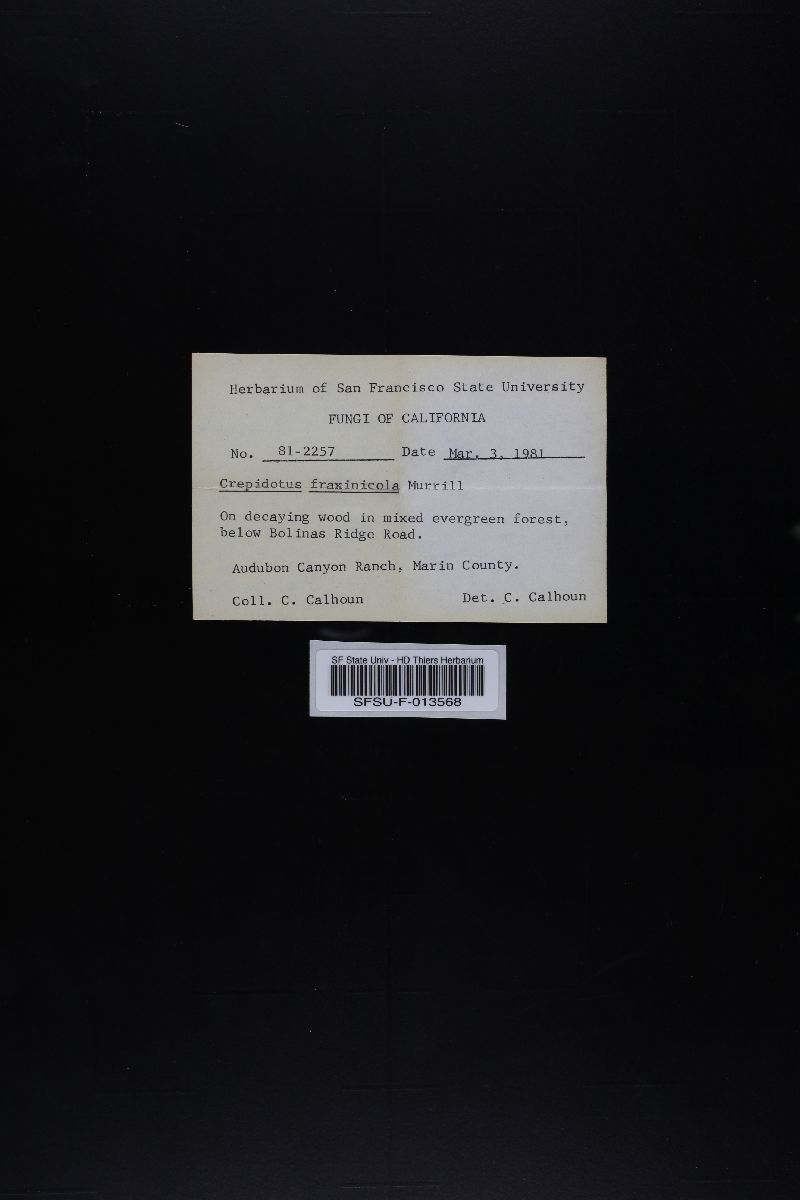 Herbarium of San Francisco State University
FUNGI OF CALIFORNIA
No. 81-2257 Date Mar. 3, 1981
Crepidotus fraxinicola Murrill
On decaying wood in mixed evergreen forest,
below Bolinas Ridge Road.
Audubon Canyon Ranch, Marin County.
Coll. C. Calhoun Det. C. Calhoun
SF State Univ - HD Thiers Herbarium
SFSU-F-013568